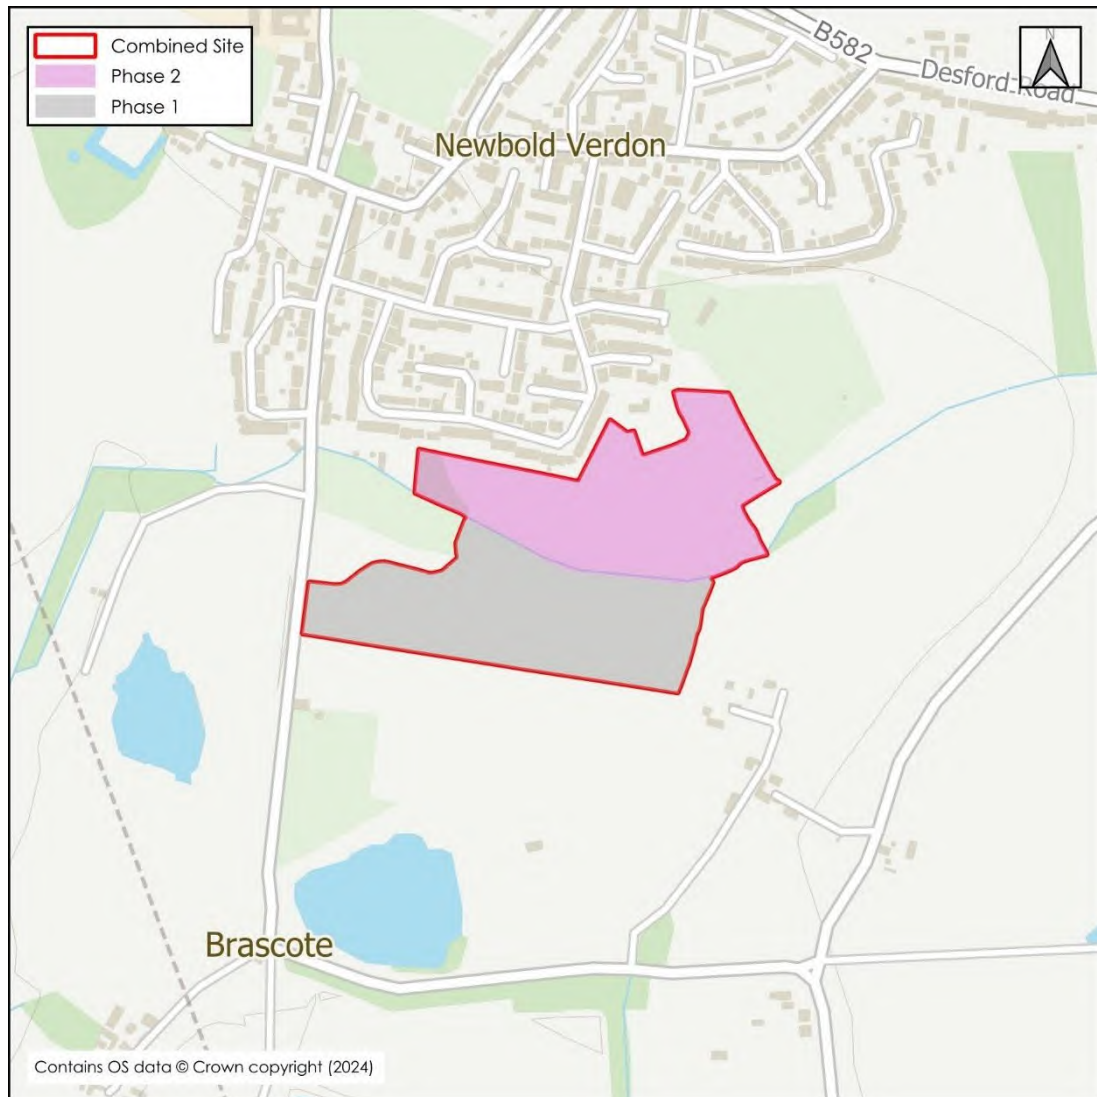 Combined Site
Phase 2
Phase 1
N
B582
Desford Road
Newbold Verdon
Brascote
Contains OS data © Crown copyright (2024)